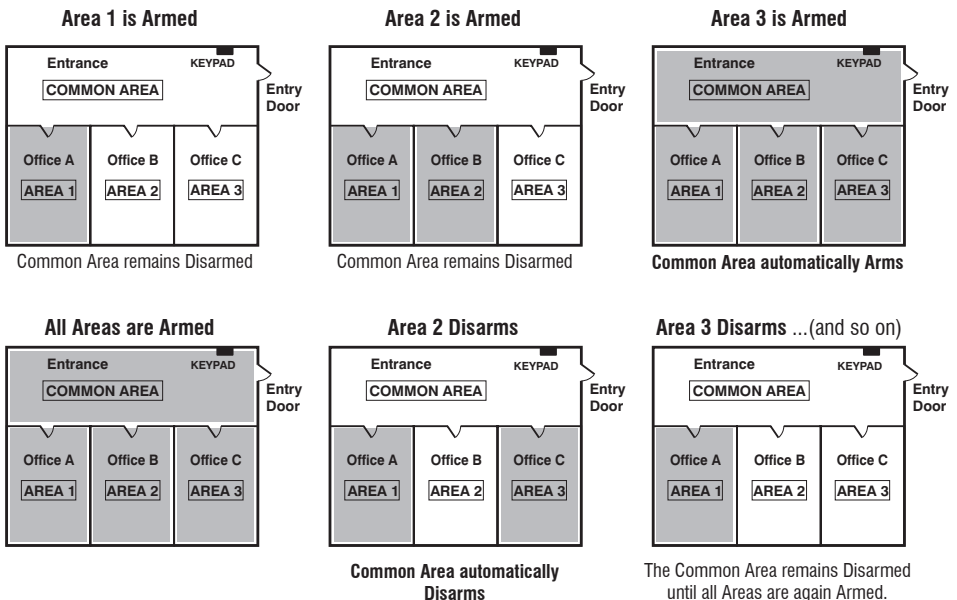 Area 1 is Armed
Entrance
KEYPAD
COMMON AREA
Entry
Door
Office A
Office B
Office C
AREA 1
AREA 2
AREA 3
Common Area remains Disarmed
Area 2 is Armed
Entrance
KEYPAD
COMMON AREA
Entry
Door
Office A
Office B
Office C
AREA 1
AREA 2
AREA 3
Common Area remains Disarmed
Area 3 is Armed
Entrance
KEYPAD
COMMON AREA
Entry
Door
Office A
Office B
Office C
AREA 1
AREA 2
AREA 3
Common Area automatically Arms
All Areas are Armed
Entrance
KEYPAD
COMMON AREA
Entry
Door
Office A
Office B
Office C
AREA 1
AREA 2
AREA 3
Area 2 Disarms
Entrance
KEYPAD
COMMON AREA
Entry
Door
Office A
Office B
Office C
AREA 1
AREA 2
AREA 3
Common Area automatically
Disarms
Area 3 Disarms ...(and so on)
Entrance
KEYPAD
COMMON AREA
Entry
Door
Office A
Office B
Office C
AREA 1
AREA 2
AREA 3
The Common Area remains Disarmed
until all Areas are again Armed.